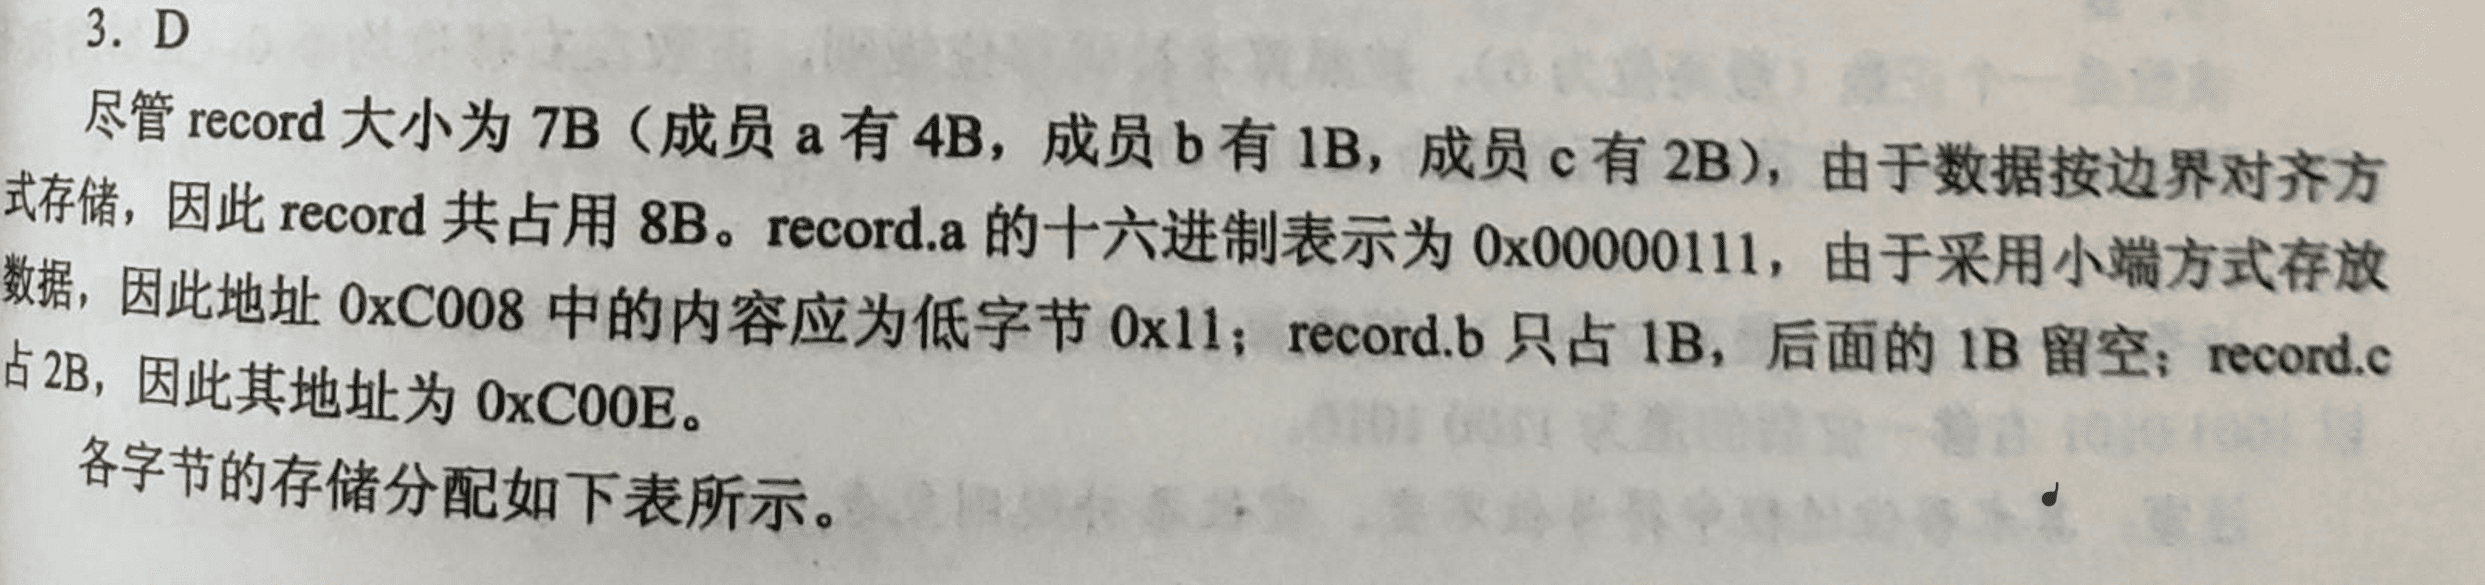 3. D
尽管 record 大小为 7B（成员 a 有 4B，成员 b 有 1B，成员 c 有 2B），由于数据按边界对齐方
式存储，因此 record 共占用 8B。record.a 的十六进制表示为 0x00000111，由于采用小端方式存放
数据，因此地址 0xC008 中的内容应为低字节 0x11；record.b 只占 1B，后面的 1B 留空；record.c
占 2B，因此其地址为 0xC00E。
各字节的存储分配如下表所示。